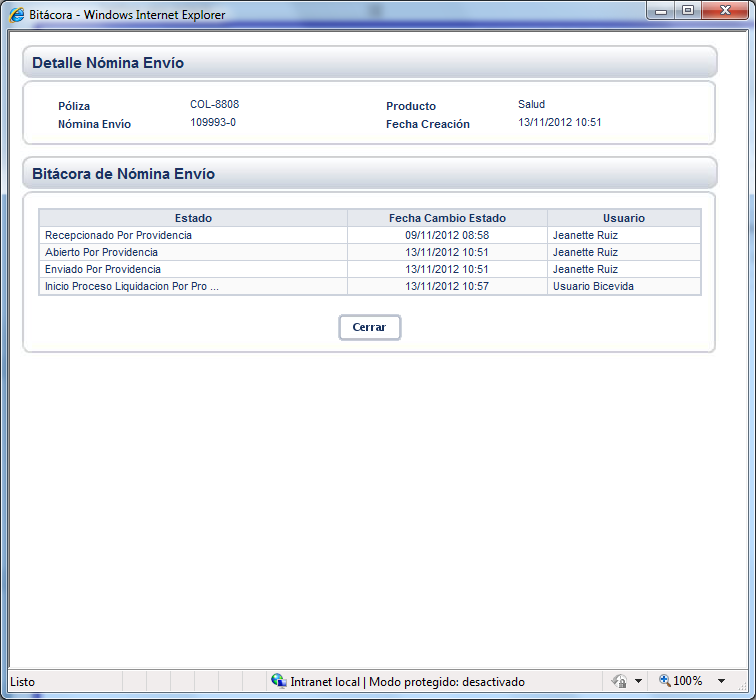 Bitácora - Windows Internet Explorer
Detalle Nómina Envío
Póliza COL-8808 Producto Salud
Nómina Envío 109993-0 Fecha Creación 13/11/2012 10:51
Bitácora de Nómina Envío
Estado Fecha Cambio Estado Usuario
Recepcionado Por Providencia 09/11/2012 08:58 Jeanette Ruiz
Abierto Por Providencia 13/11/2012 10:51 Jeanette Ruiz
Enviado Por Providencia 13/11/2012 10:51 Jeanette Ruiz
Inicio Proceso Liquidacion Por Pro ... 13/11/2012 10:57 Usuario Bicevida
Cerrar
Listo Intranet local | Modo protegido: desactivado 100%